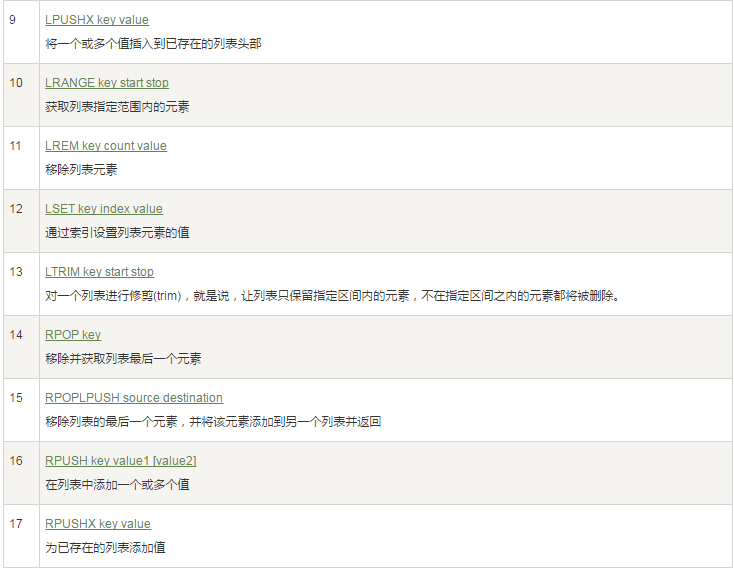 9
LPUSHX key value
将一个或多个值插入到已存在的列表头部
10
LRANGE key start stop
获取列表指定范围内的元素
11
LREM key count value
移除列表元素
12
LSET key index value
通过索引设置列表元素的值
13
LTRIM key start stop
对一个列表进行修剪(trim)，就是说，让列表只保留指定区间内的元素，不在指定区间之内的元素都将被删除。
14
RPOP key
移除并获取列表最后一个元素
15
RPOPLPUSH source destination
移除列表的最后一个元素，并将该元素添加到另一个列表并返回
16
RPUSH key value1 [value2]
在列表中添加一个或多个值
17
RPUSHX key value
为已存在的列表添加值